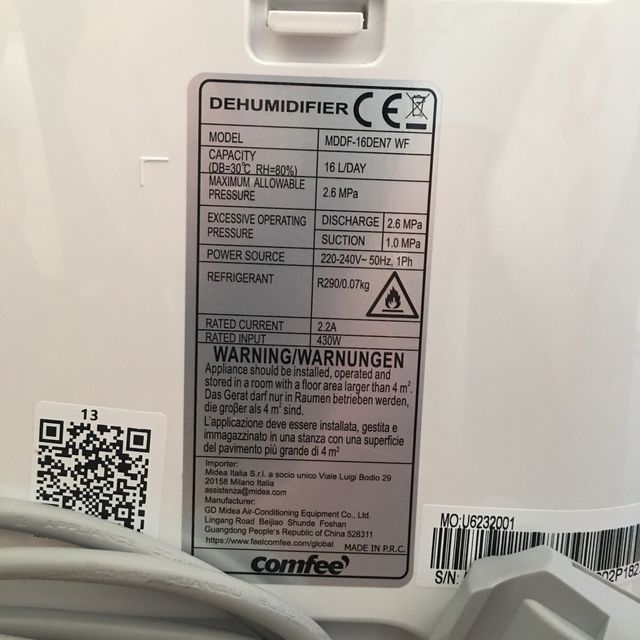 DEHUMIDIFIER CE
MODEL MDDF-16DEN7 WF
CAPACITY
(DB=30℃ RH=80%) 16 L/DAY
MAXIMUM ALLOWABLE
PRESSURE 2.6 MPa
EXCESSIVE OPERATING
PRESSURE
DISCHARGE 2.6 MPa
SUCTION 1.0 MPa
POWER SOURCE 220-240V~ 50Hz, 1Ph
REFRIGERANT R290/0.07kg
RATED CURRENT 2.2A
RATED INPUT 430W
WARNING/WARNUNGEN
Appliance should be installed, operated and
stored in a room with a floor area larger than 4 m².
Das Gerat darf nur in Raumen betrieben werden,
die großer als 4 m² sind.
L'applicazione deve essere installata, gestita e
immagazzinato in una stanza con una superficie
del pavimento più grande di 4 m²
Importer:
Midea Italia S.r.l. a socio unico Viale Luigi Bodio 29
20158 Milano Italia
assistenza@midea.com
Manufacturer:
GD Midea Air-Conditioning Equipment Co., Ltd.
Lingang Road Beijiao Shunde Foshan
Guangdong People's Republic of China 528311
https://www.feelcomfee.com/global
MADE IN P.R.C.
comfee'
13
MO:U6232001
S/N:
APPLIANCE